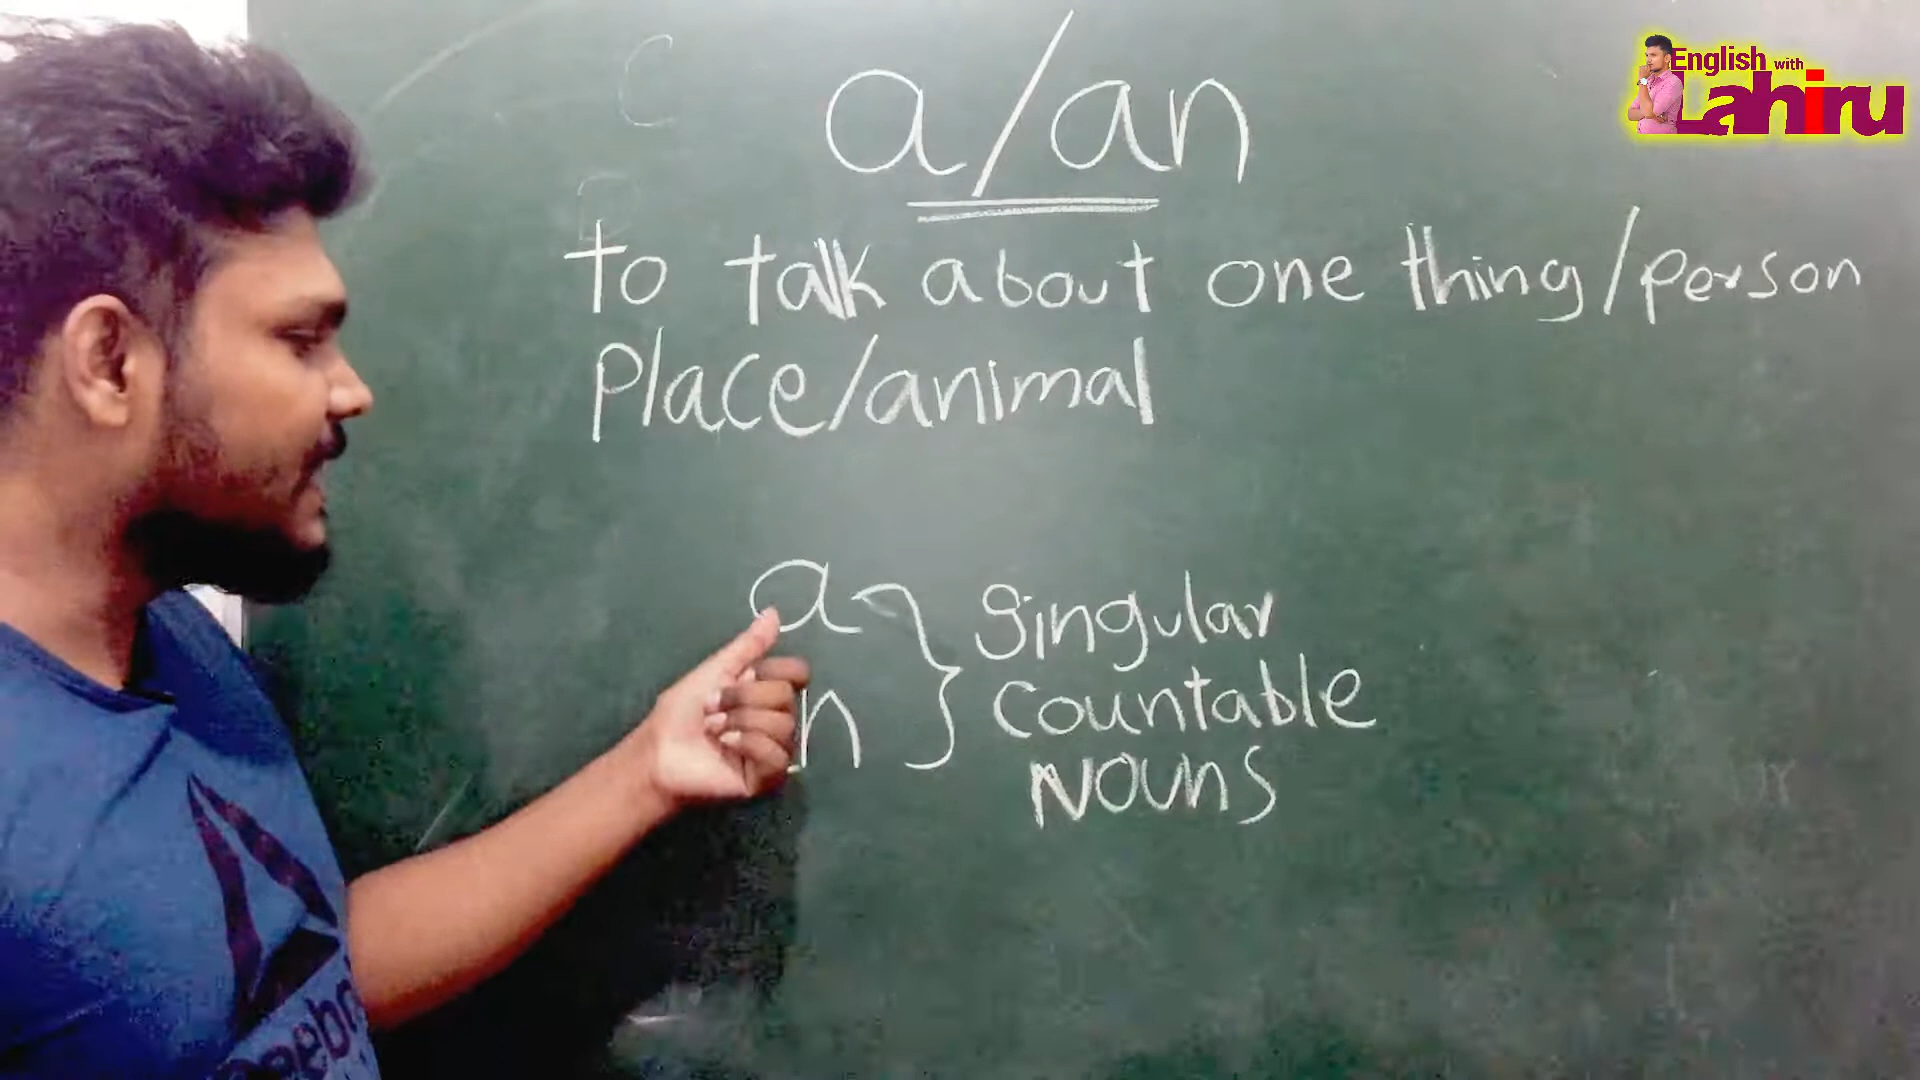 English with
Lahiru
a/an
to talk about one thing/person
Place/animal
a
n
Singular
Countable
Nouns